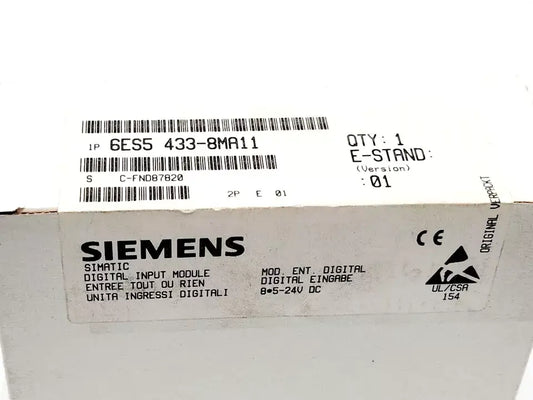 1P 6ES5 433-8MA11
QTY: 1
E-STAND:
(Version)
:01
S C-FND87820
2P E 01
ORIGINAL VERPACKT
SIEMENS
SIMATIC
DIGITAL INPUT MODULE
ENTREE TOUT OU RIEN
UNITA INGRESSI DIGITALI
MOD. ENT. DIGITAL
DIGITAL EINGABE
8*5-24V DC
CE
UL/CSA
154